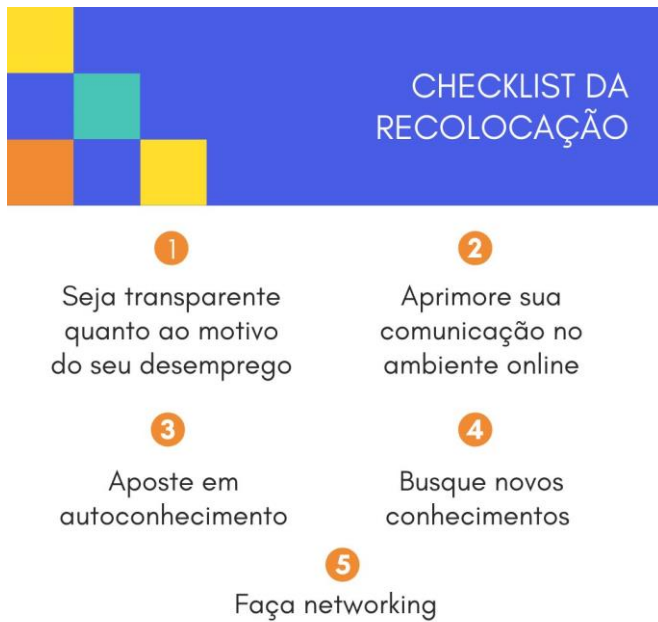 CHECKLIST DA
RECOLOCAÇÃO
1
Seja transparente
quanto ao motivo
do seu desemprego
2
Aprimore sua
comunicação no
ambiente online
3
Aposte em
autoconhecimento
4
Busque novos
conhecimentos
5
Faça networking